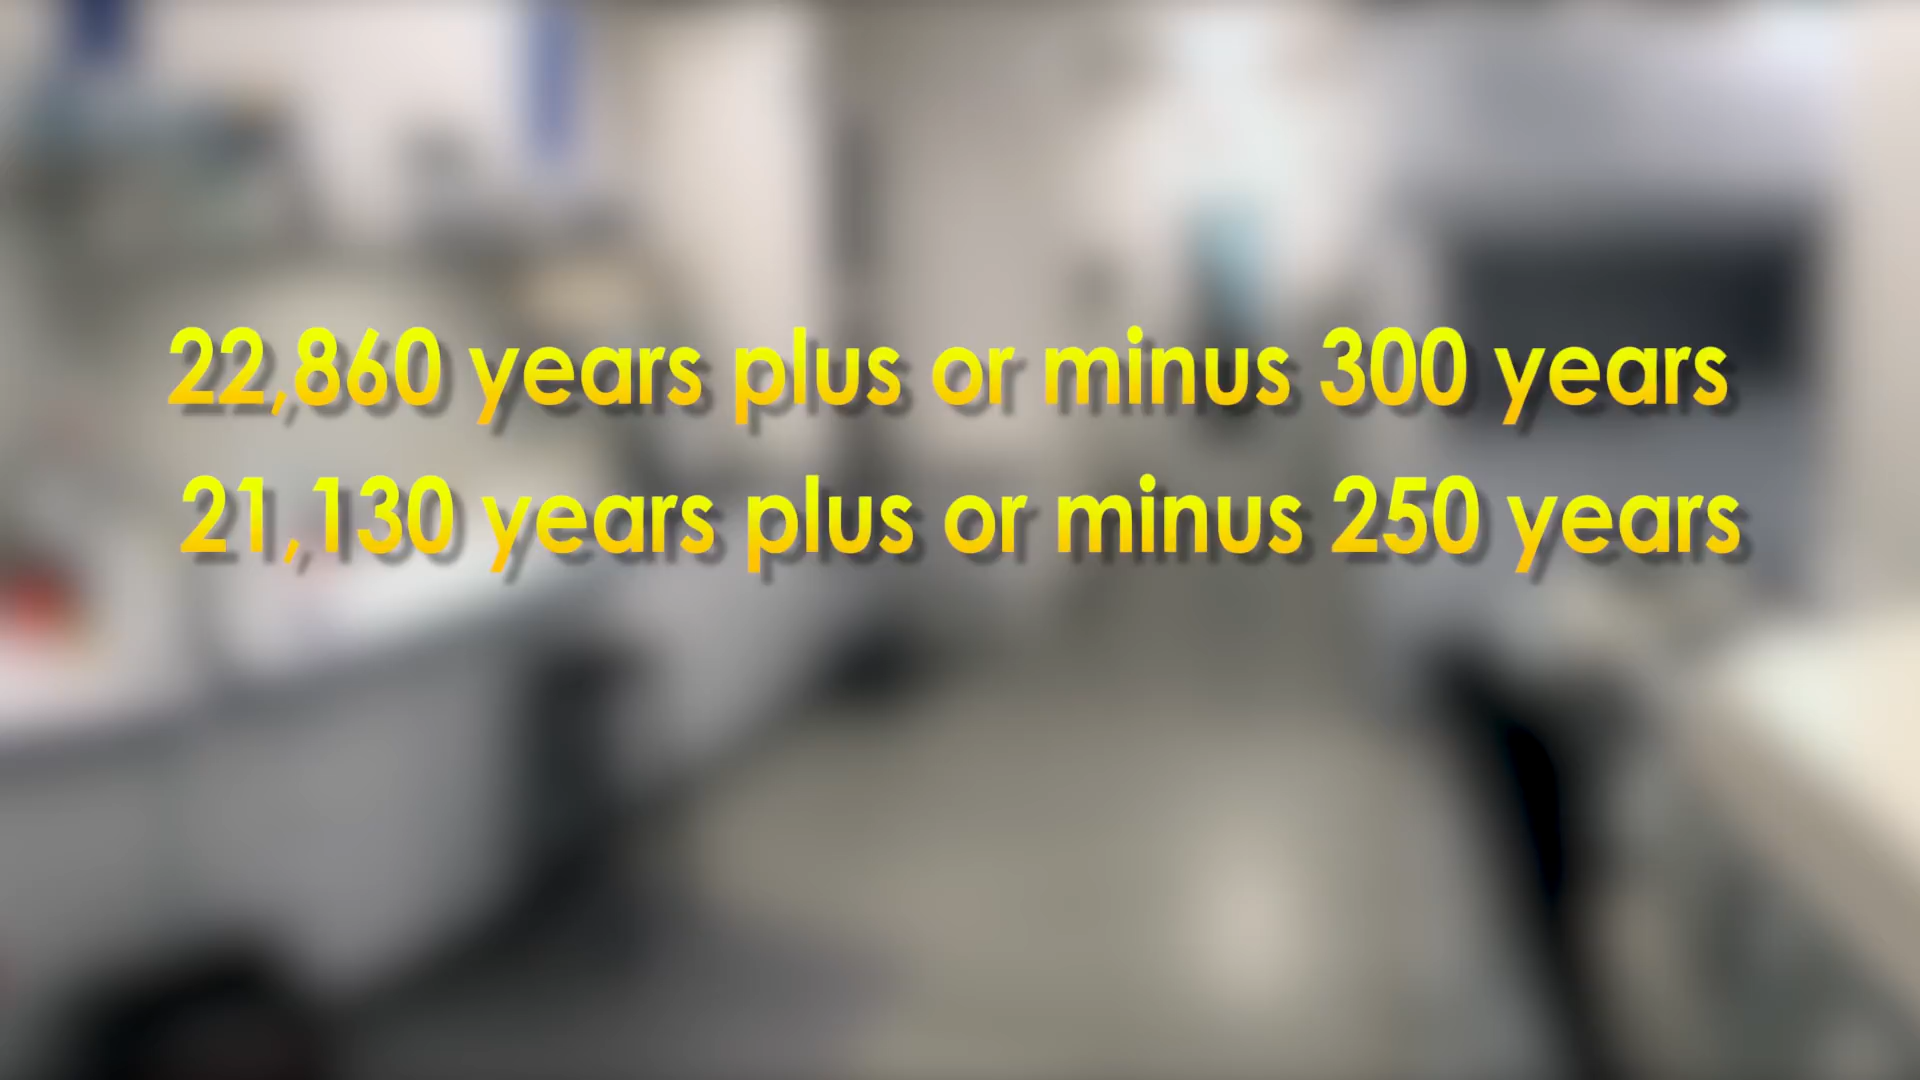 22,860 years plus or minus 300 years
21,130 years plus or minus 250 years